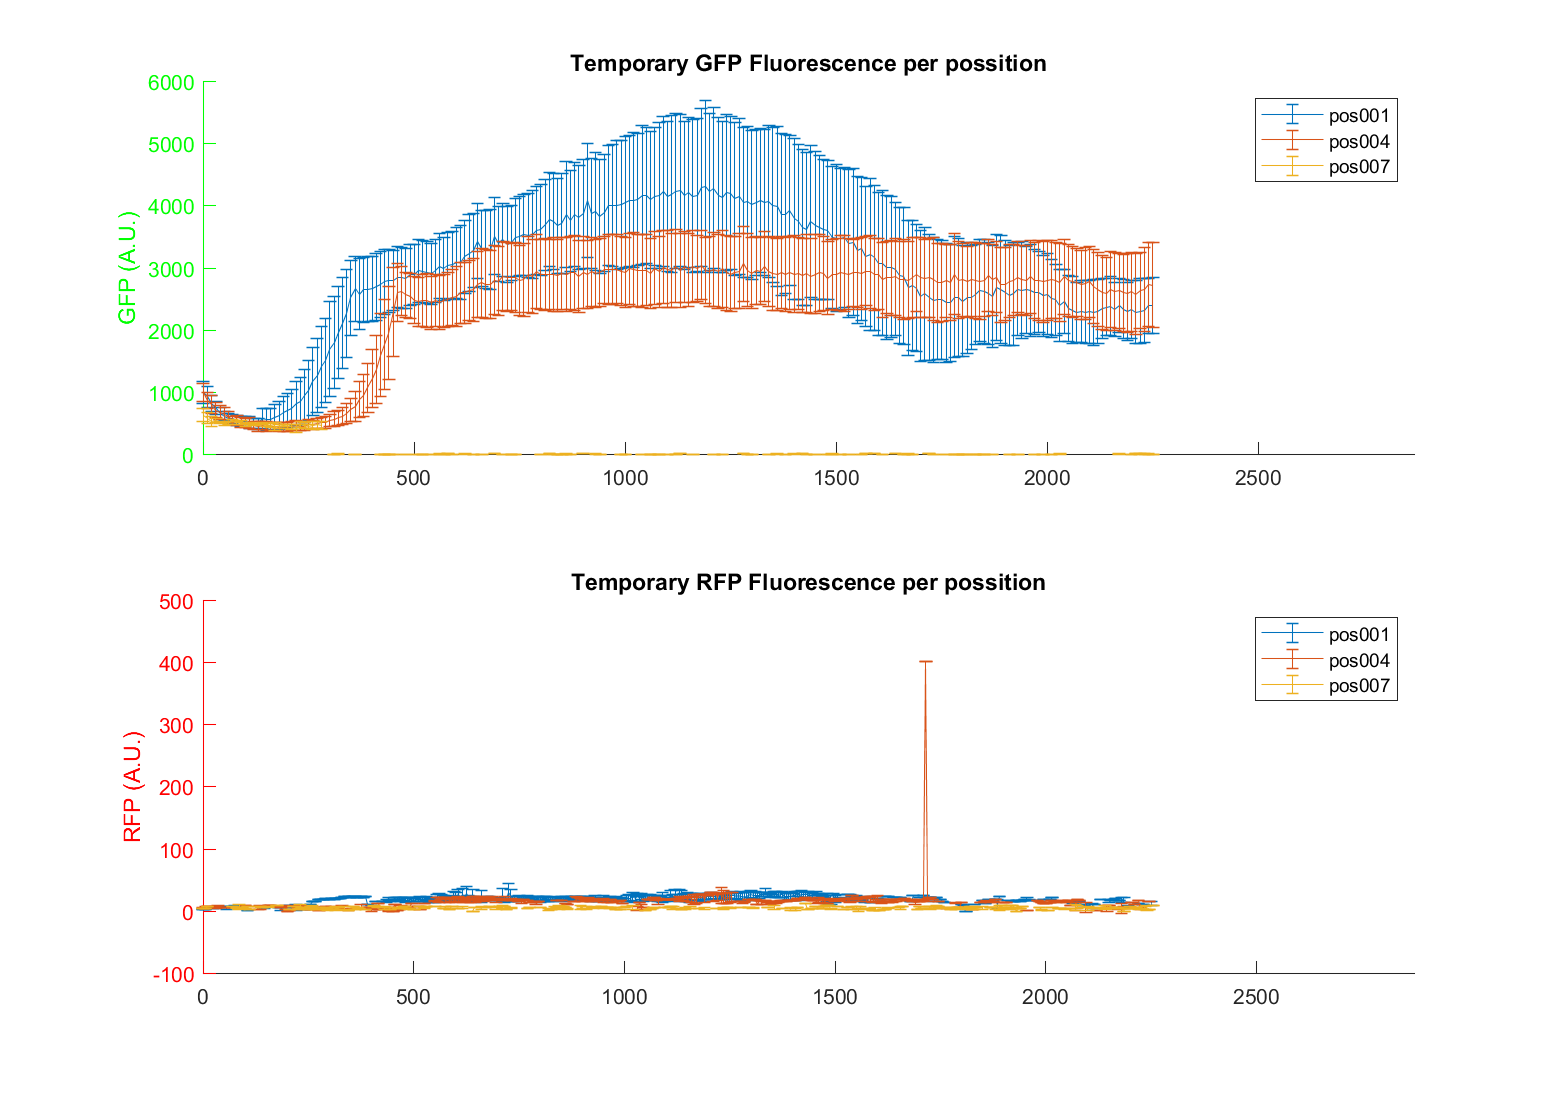 Temporary GFP Fluorescence per possition
6000
5000
4000
3000
2000
1000
0
GFP (A.U.)
0 500 1000 1500 2000 2500
pos001
pos004
pos007
Temporary RFP Fluorescence per possition
500
400
300
200
100
0
-100
RFP (A.U.)
0 500 1000 1500 2000 2500
pos001
pos004
pos007